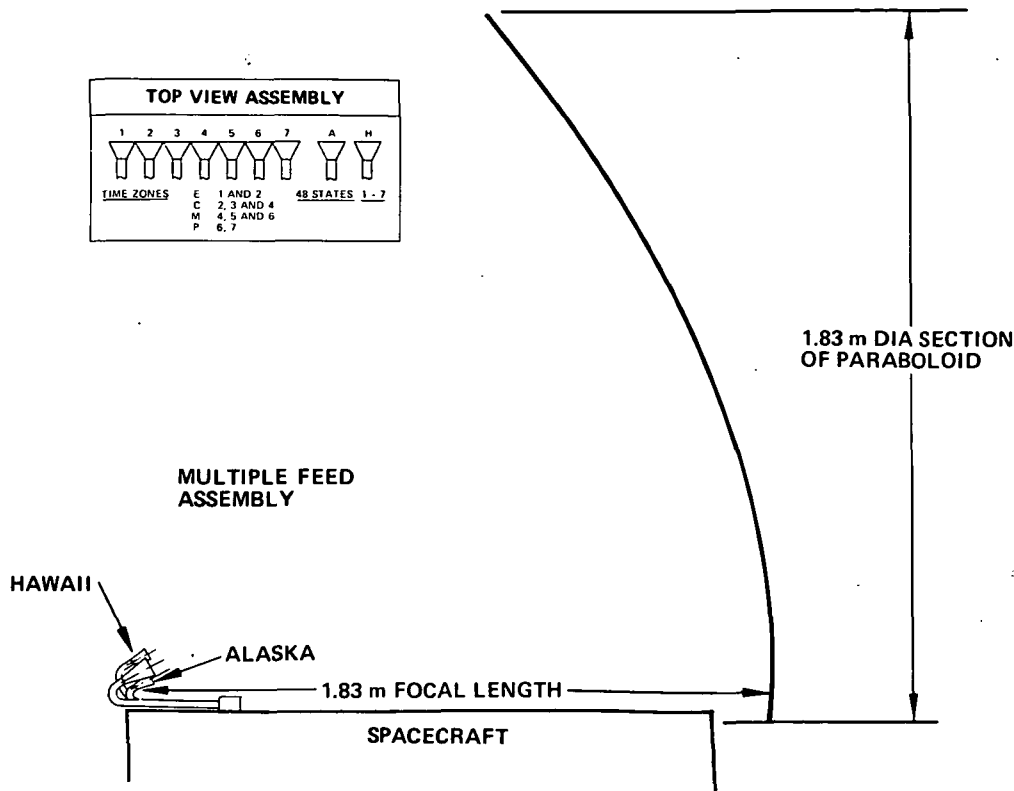 TOP VIEW ASSEMBLY
1 2 3 4 5 6 7 A H
TIME ZONES E 1 AND 2 48 STATES 1 - 7
C 2, 3 AND 4
M 4, 5 AND 6
P 6, 7
1.83 m DIA SECTION
OF PARABOLOID
MULTIPLE FEED
ASSEMBLY
HAWAII
ALASKA
1.83 m FOCAL LENGTH
SPACECRAFT